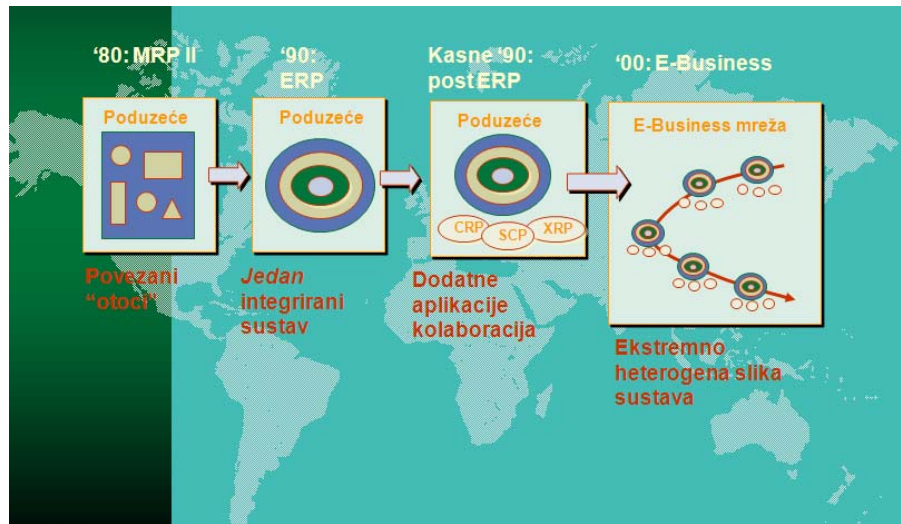 ‘80: MRP II
Poduzeće
Povezani
“otoci”
‘90:
ERP
Poduzeće
Jedan
integrirani
sustav
Kasne ‘90:
post ERP
Poduzeće
CRP
SCP
XRP
Dodatne
aplikacije
kolaboracija
‘00: E-Business
E-Business mreža
Ekstremno
heterogena slika
sustava